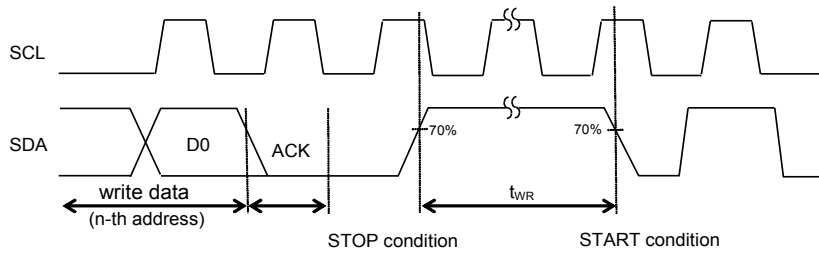 SCL
SDA
D0
ACK
70%
70%
write data
(n-th address)
tWR
STOP condition
START condition